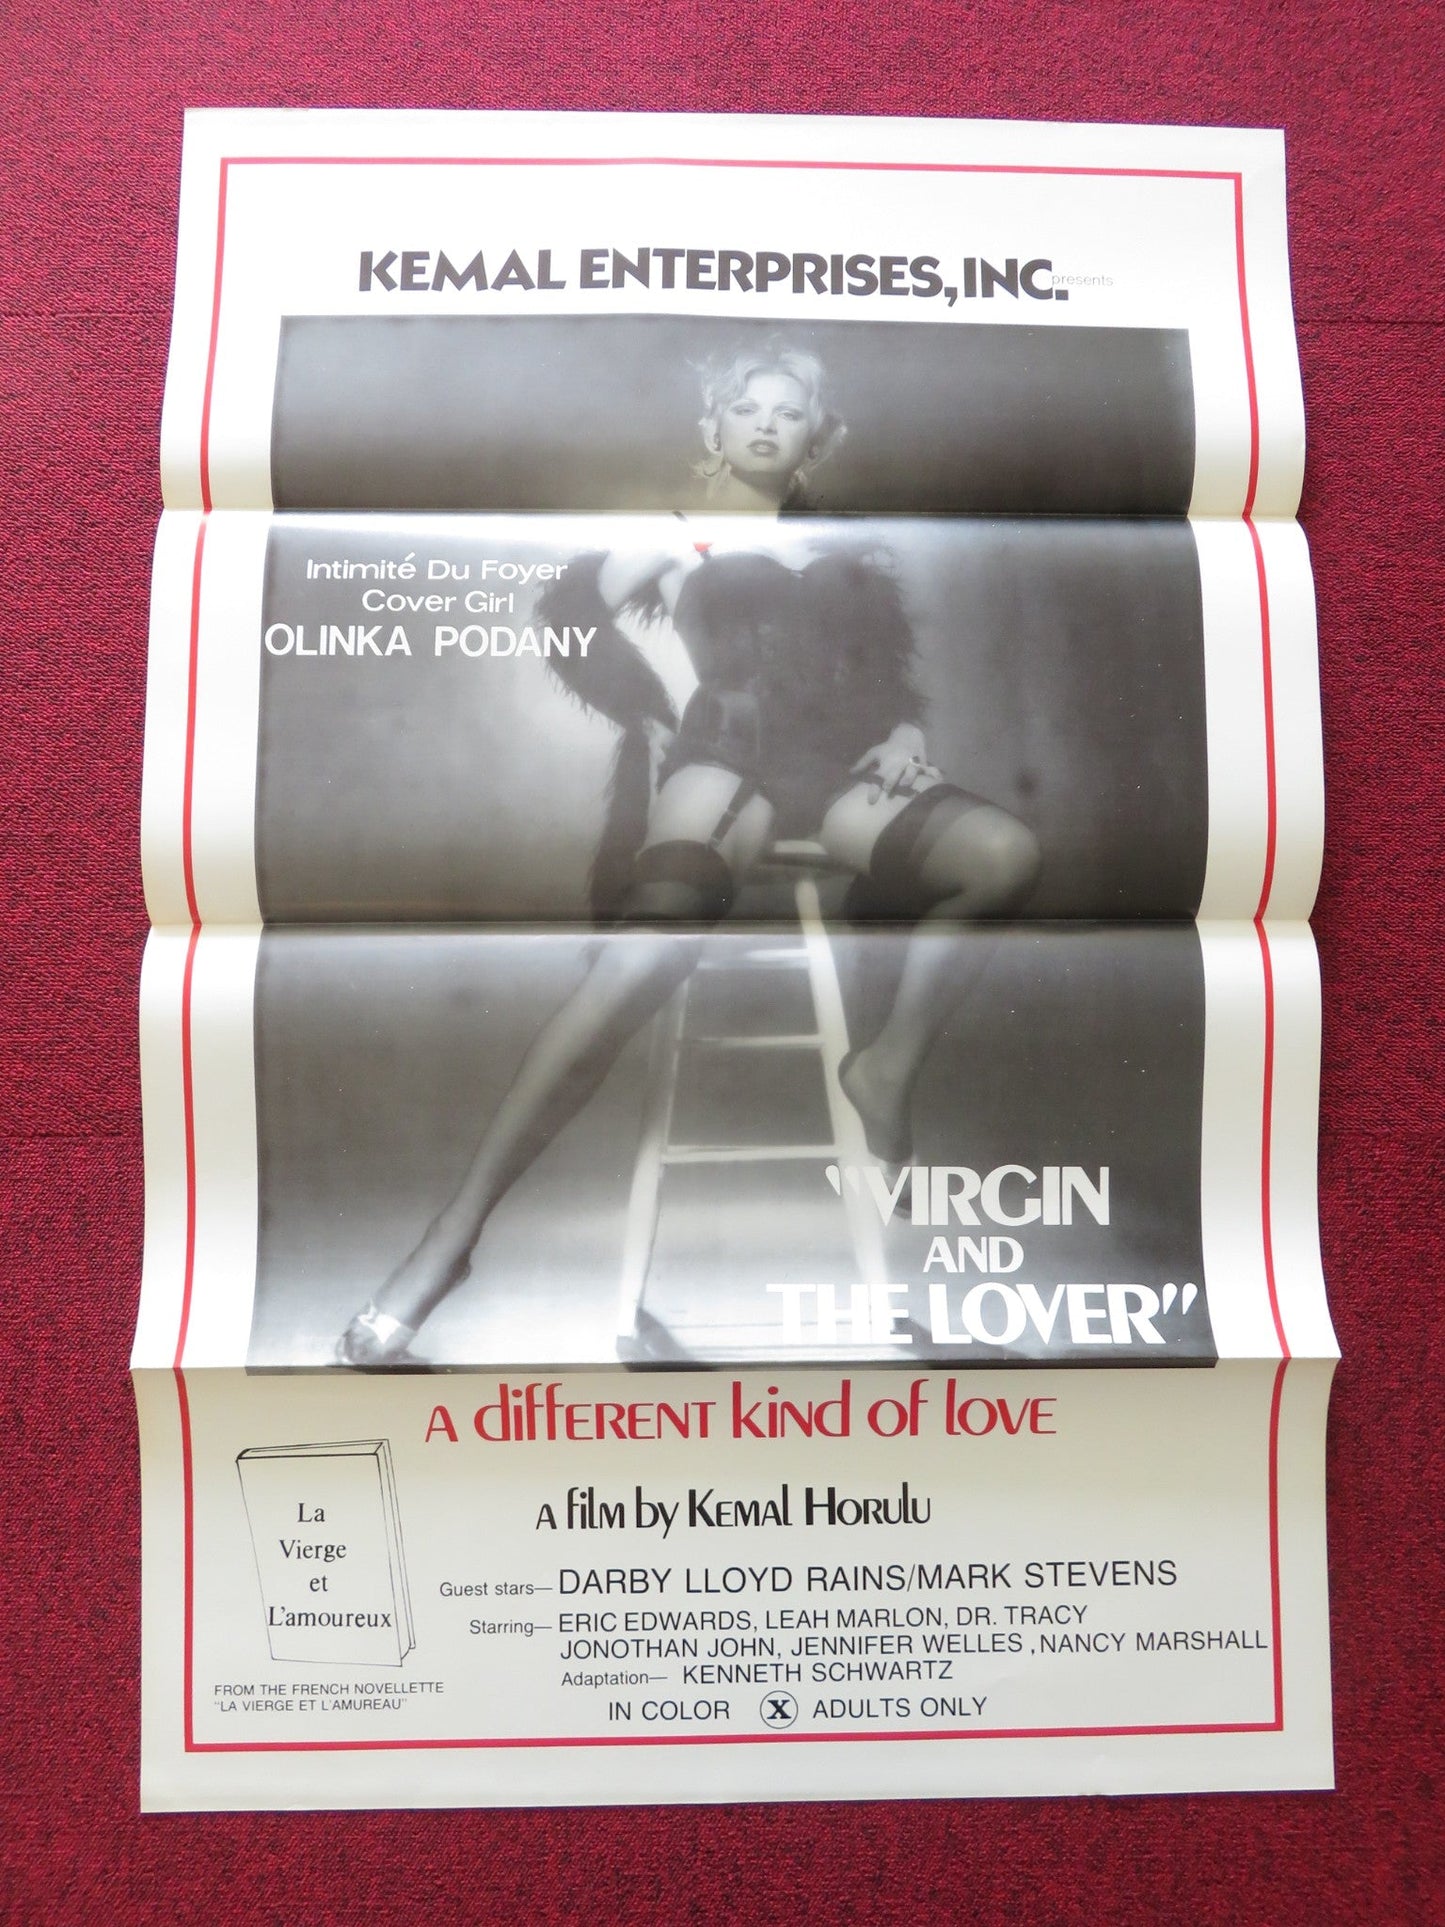 KEMAL ENTERPRISES, INC. presents
Intimité Du Foyer
Cover Girl
OLINKA PODANY
"VIRGIN
AND
THE LOVER"
A different kind of love
A film by Kemal Horulu
La
Vierge
et
L'amoureux
Guest stars— DARBY LLOYD RAINS/MARK STEVENS
Starring— ERIC EDWARDS, LEAH MARLON, DR. TRACY
JONOTHAN JOHN, JENNIFER WELLES, NANCY MARSHALL
Adaptation— KENNETH SCHWARTZ
FROM THE FRENCH NOVELLETTE
"LA VIERGE ET L'AMUREAU"
IN COLOR X ADULTS ONLY